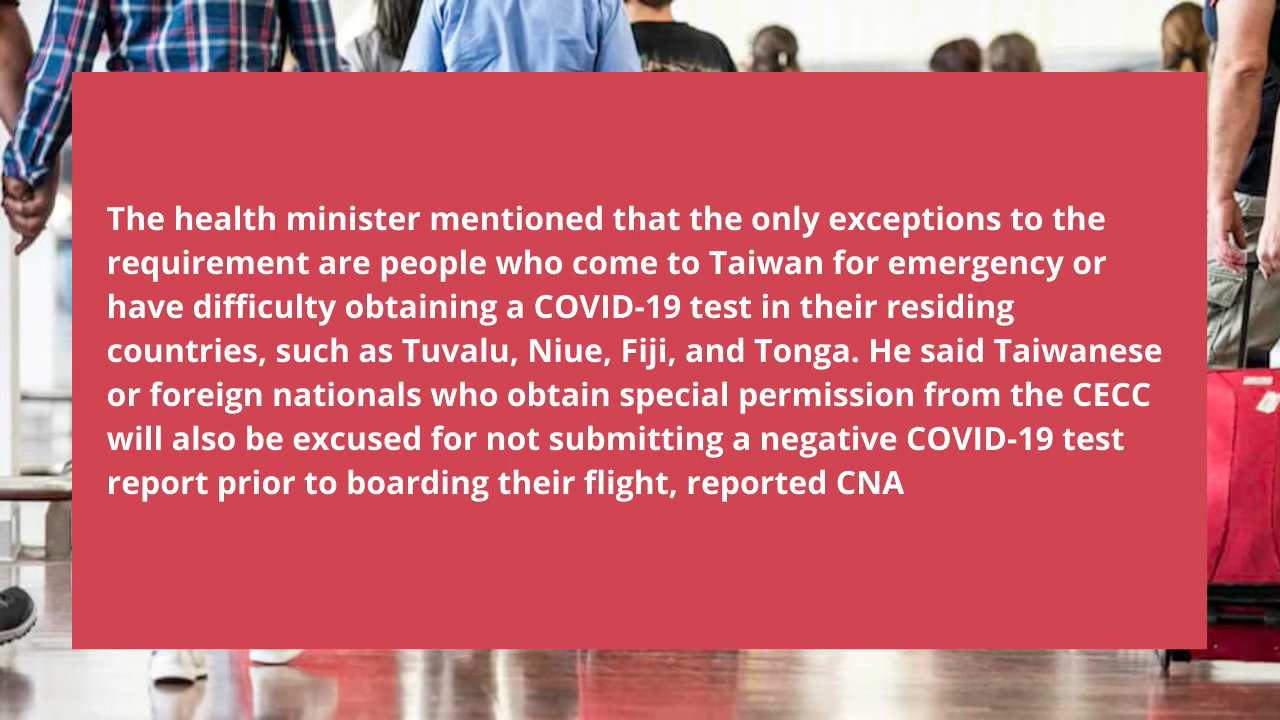 The health minister mentioned that the only exceptions to the
requirement are people who come to Taiwan for emergency or
have difficulty obtaining a COVID-19 test in their residing
countries, such as Tuvalu, Niue, Fiji, and Tonga. He said Taiwanese
or foreign nationals who obtain special permission from the CECC
will also be excused for not submitting a negative COVID-19 test
report prior to boarding their flight, reported CNA